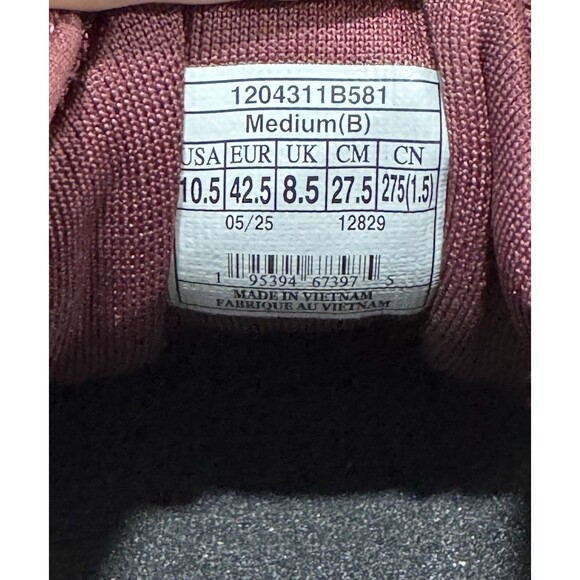 1204311B581
Medium(B)
USA EUR UK CM CN
10.5 42.5 8.5 27.5 275(1.5)
05/25 12829
1 95394 67397 5
MADE IN VIETNAM
FABRIQUE AU VIETNAM